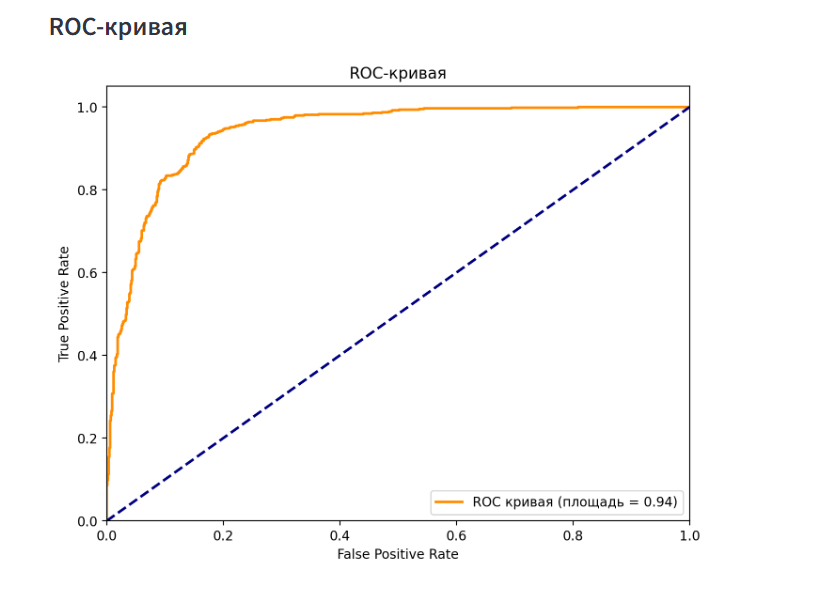 ROC-кривая
ROC-кривая
True Positive Rate
1.0
0.8
0.6
0.4
0.2
0.0
0.0 0.2 0.4 0.6 0.8 1.0
False Positive Rate
ROC кривая (площадь = 0.94)